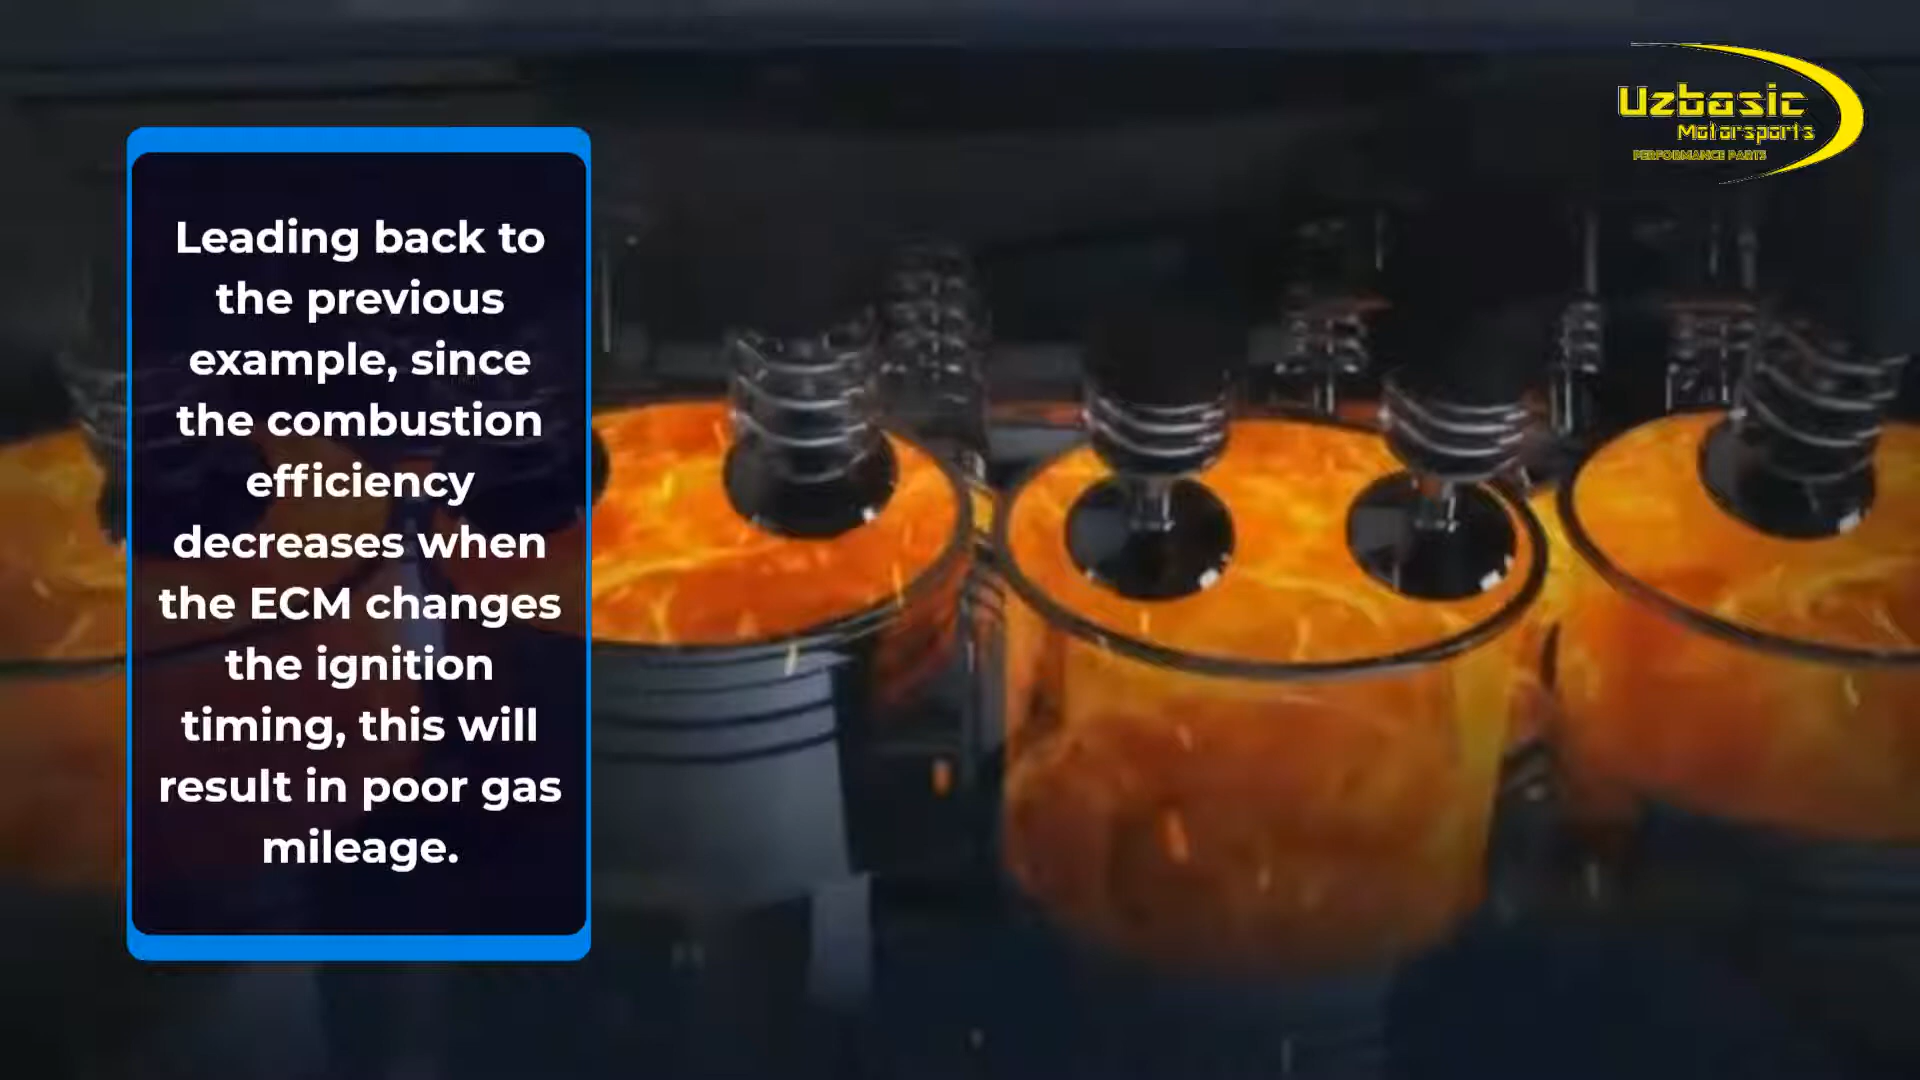 Uzbasic
Motorsports
PERFORMANCE PARTS
Leading back to
the previous
example, since
the combustion
efficiency
decreases when
the ECM changes
the ignition
timing, this will
result in poor gas
mileage.